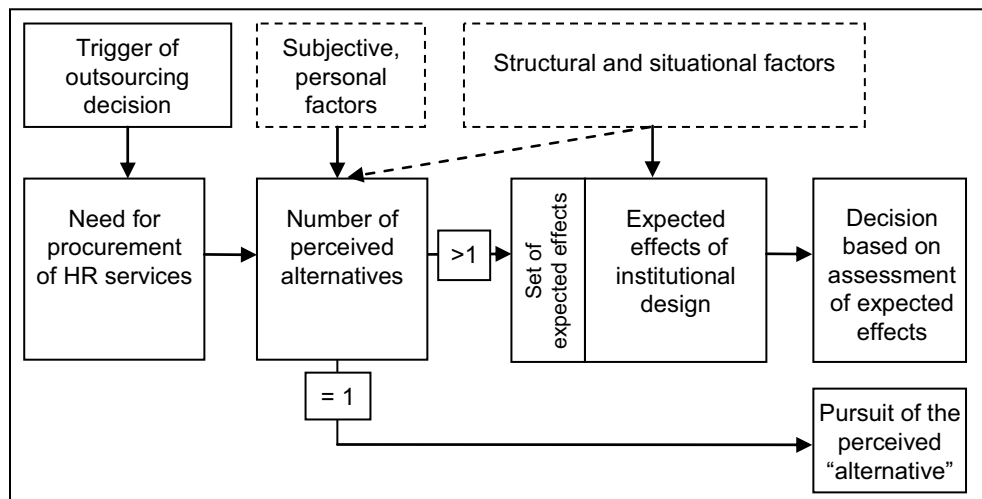 Trigger of
outsourcing
decision
Subjective,
personal
factors
Structural and situational factors
Need for
procurement
of HR services
Number of
perceived
alternatives
>1
Set of
expected effects
Expected
effects of
institutional
design
Decision
based on
assessment
of expected
effects
= 1
Pursuit of the
perceived
“alternative”